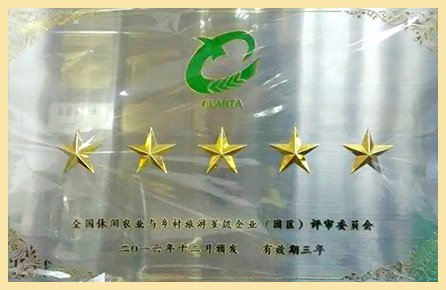 CLARTA
全国休闲农业与乡村旅游星级企业（园区）评审委员会
二〇一六年十二月颁发 有效期三年